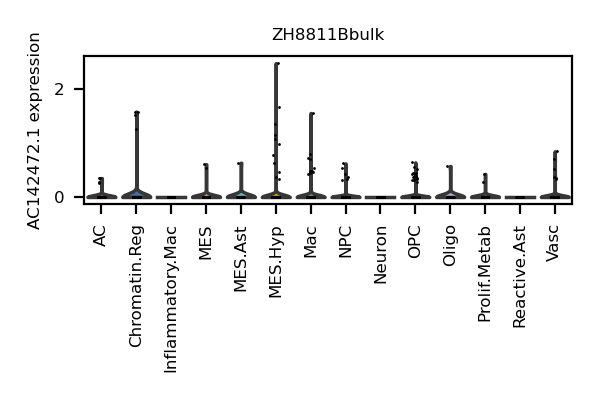 ZH8811Bbulk
AC142472.1 expression
2
0
AC
Chromatin.Reg
Inflammatory.Mac
MES
MES.Ast
MES.Hyp
Mac
NPC
Neuron
OPC
Oligo
Prolif.Metab
Reactive.Ast
Vasc